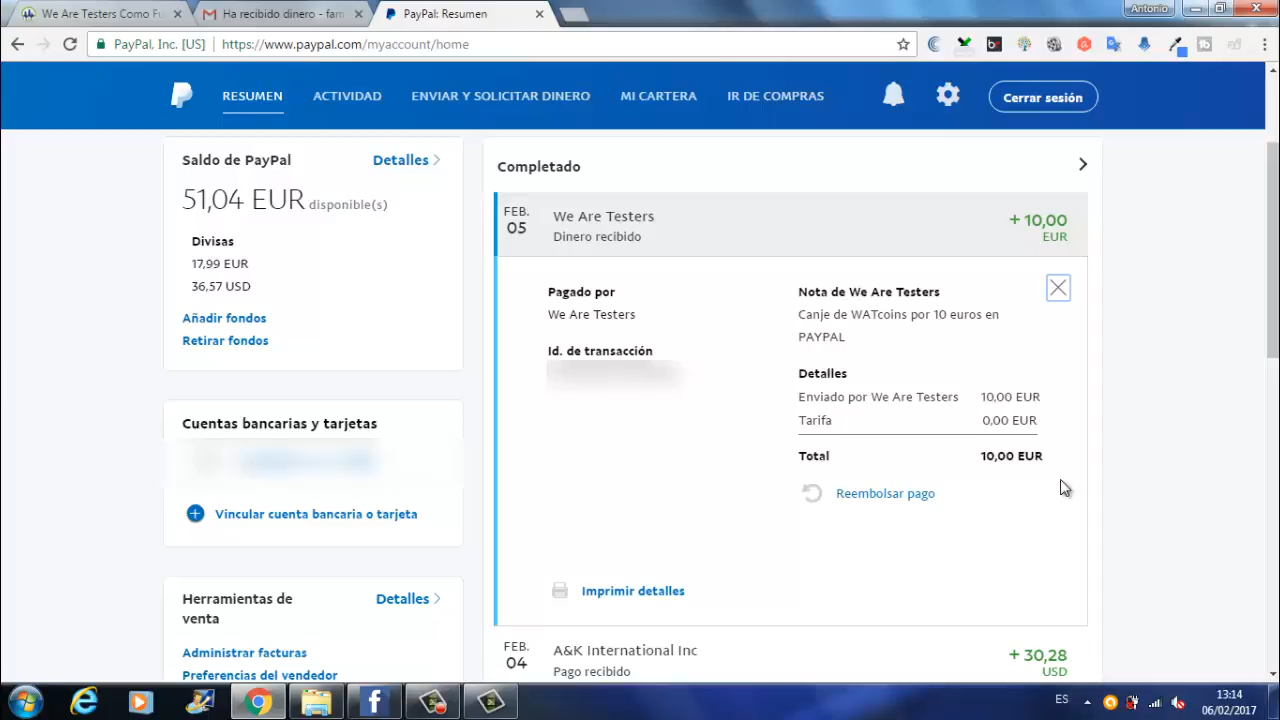 We Are Testers Como Fu
Ha recibido dinero - fam
PayPal: Resumen
Antonio
PayPal, Inc. [US]
https://www.paypal.com/myaccount/home
RESUMEN
ACTIVIDAD
ENVIAR Y SOLICITAR DINERO
MI CARTERA
IR DE COMPRAS
Cerrar sesión
Saldo de PayPal
Detalles
51,04 EUR disponible(s)
Divisas
17,99 EUR
36,57 USD
Añadir fondos
Retirar fondos
Cuentas bancarias y tarjetas
Vincular cuenta bancaria o tarjeta
Herramientas de
venta
Detalles
Administrar facturas
Preferencias del vendedor
Completado
FEB.
05
We Are Testers
Dinero recibido
+ 10,00
EUR
Pagado por
We Are Testers
Id. de transacción
Nota de We Are Testers
Canje de WATcoins por 10 euros en
PAYPAL
Detalles
Enviado por We Are Testers 10,00 EUR
Tarifa 0,00 EUR
Total 10,00 EUR
Reembolsar pago
Imprimir detalles
FEB.
04
A&K International Inc
Pago recibido
+ 30,28
USD
ES
13:14
06/02/2017